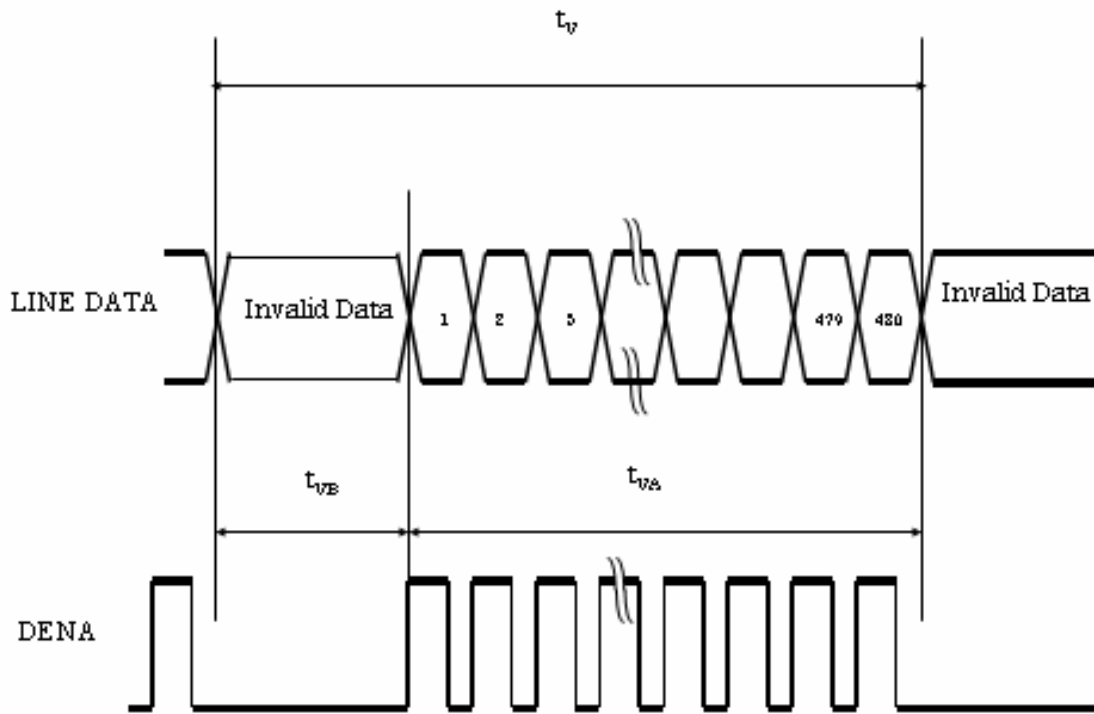 tV
LINE DATA
Invalid Data
1
2
3
479
480
Invalid Data
tVB
tVA
DENA